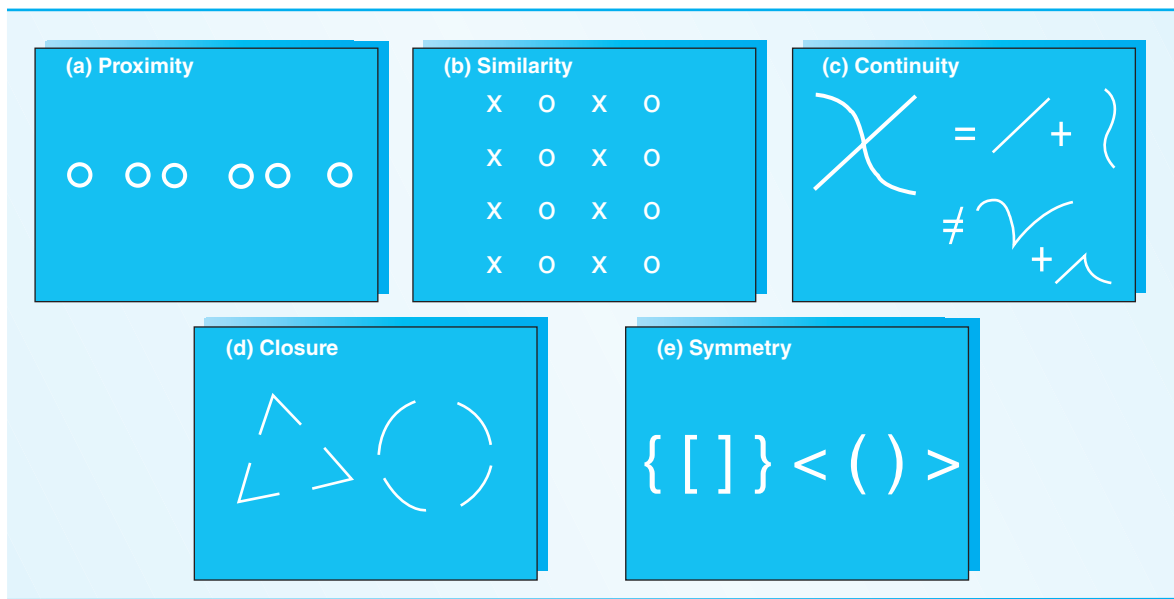 (a) Proximity
(b) Similarity
X O X O
X O X O
X O X O
X O X O
(c) Continuity
= +
≠
+
(d) Closure
(e) Symmetry
{ [ ] } < ( ) >